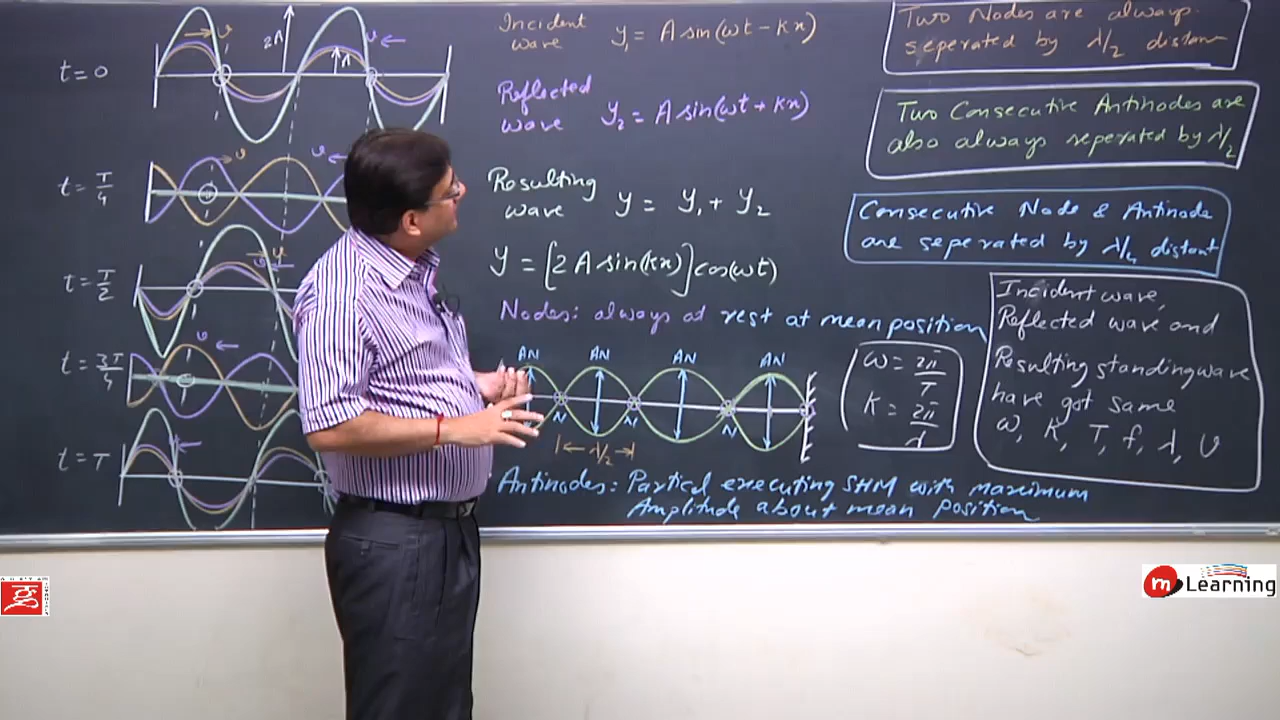 t=0
2A
v
v
A
t= T/4
v
v
t= T/2
v
v
t= 3T/4
v
t=T
Incident
wave y₁= A sin(ωt-Kx)
Reflected
wave y₂= A sin(ωt+Kx)
Resulting
wave y= y₁+ y₂
y= [2A sin(Kx)] cos(ωt)
Nodes: always at rest at mean position
AN AN AN AN
N N N N
λ/2
Antinodes: Partical executing SHM with maximum
Amplitude about mean position
ω = 2π/T
K = 2π/λ
Two Nodes are always
seperated by λ/2 distant
Two Consecutive Antinodes are
also always seperated by λ/2
Consecutive Node & Antinode
are seperated by λ/4 distant
Incident wave,
Reflected wave and
Resulting standing wave
have got same
ω, K, T, f, λ, v
m Learning